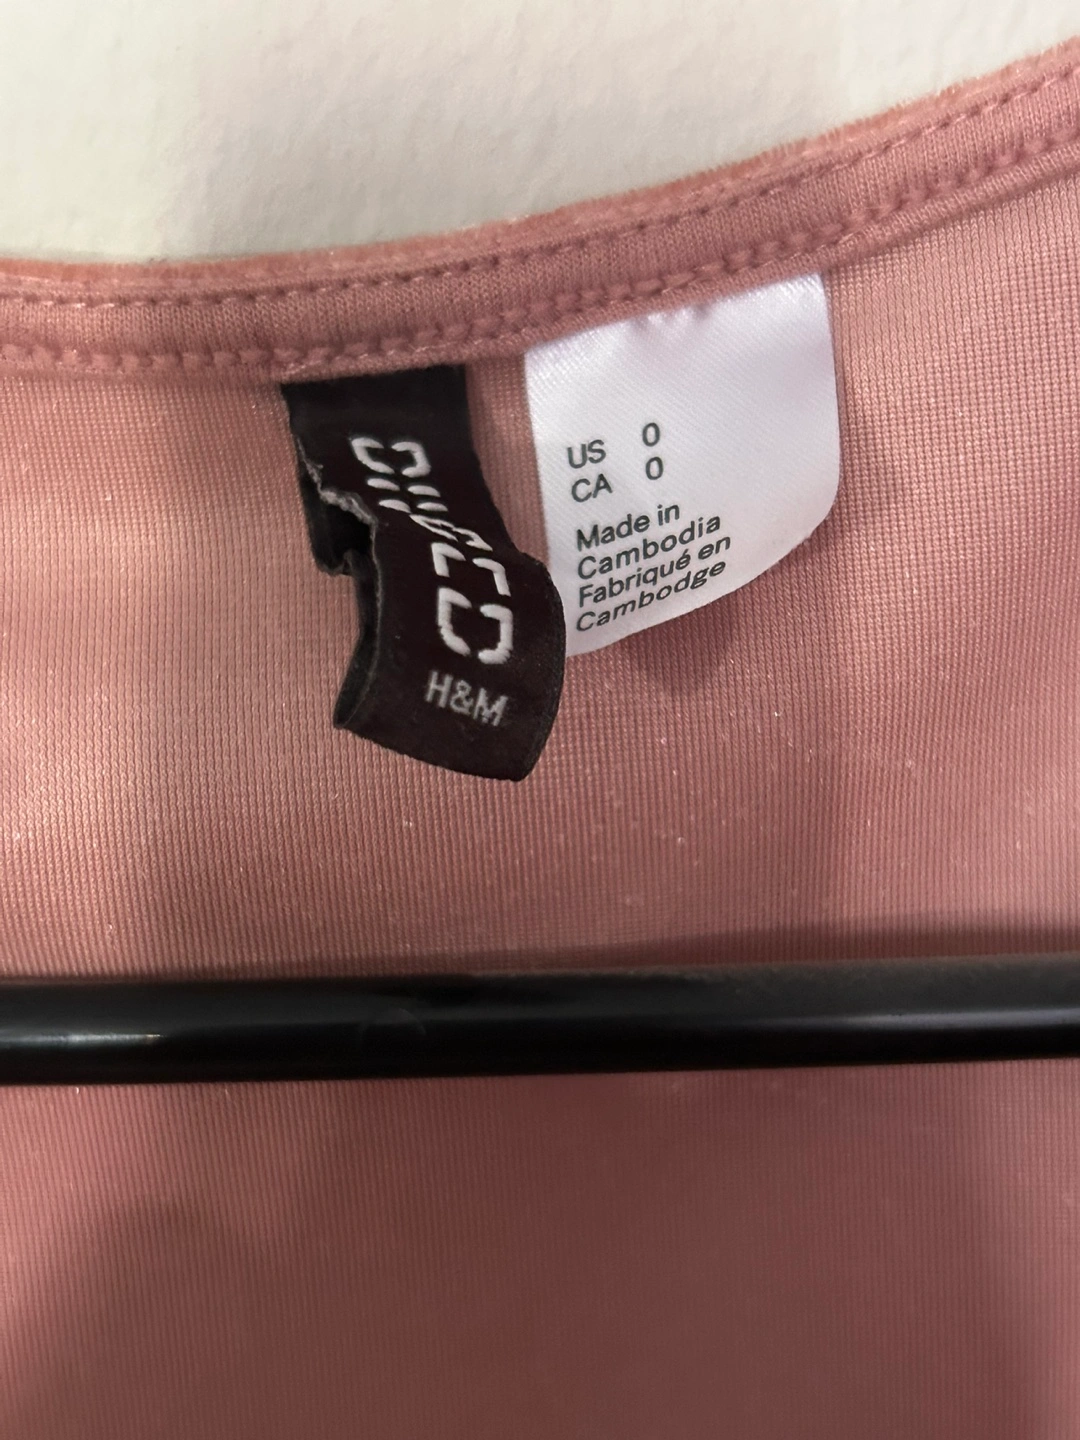 DIVIDED
H&M
US 0
CA 0
Made in
Cambodia
Fabriqué en
Cambodge